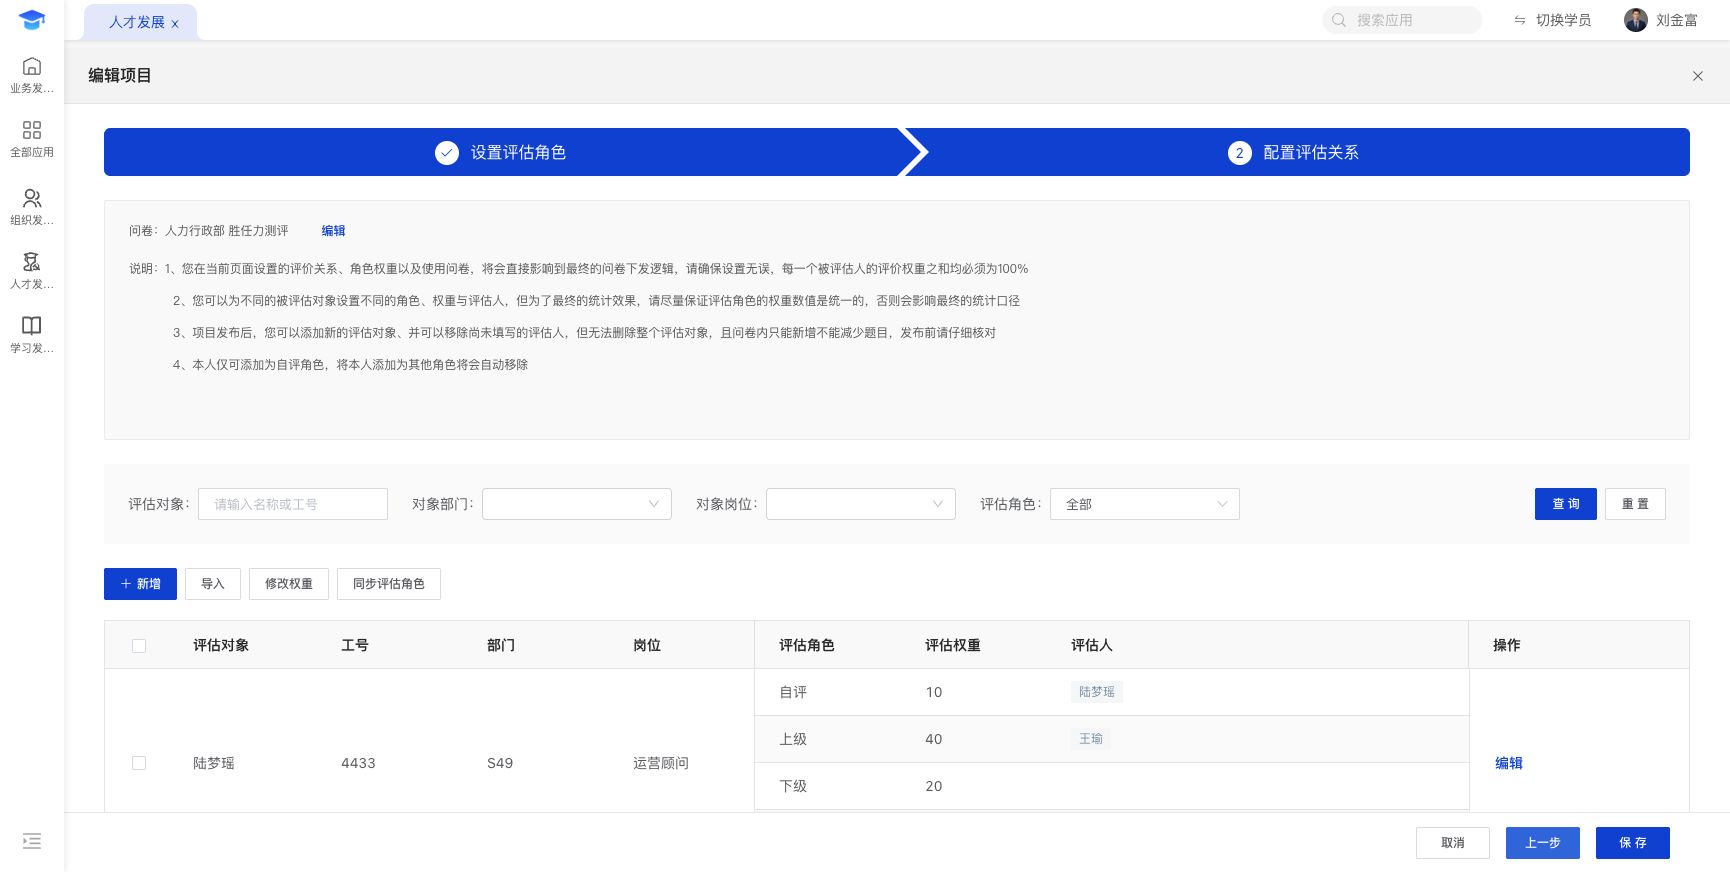 人才发展 x
搜索应用
切换学员
刘金富
业务发...
全部应用
组织发...
人才发...
学习发...
编辑项目
设置评估角色
2 配置评估关系
问卷：人力行政部 胜任力测评 编辑
说明：1、您在当前页面设置的评价关系、角色权重以及使用问卷，将会直接影响到最终的问卷下发逻辑，请确保设置无误，每一个被评估人的评价权重之和均必须为100%
2、您可以为不同的被评估对象设置不同的角色、权重与评估人，但为了最终的统计效果，请尽量保证评估角色的权重数值是统一的，否则会影响最终的统计口径
3、项目发布后，您可以添加新的评估对象、并可以移除尚未填写的评估人，但无法删除整个评估对象，且问卷内只能新增不能减少题目，发布前请仔细核对
4、本人仅可添加为自评角色，将本人添加为其他角色将会自动移除
评估对象： 请输入名称或工号 对象部门： 对象岗位： 评估角色： 全部 查 询 重 置
新增 导入 修改权重 同步评估角色
评估对象 工号 部门 岗位 评估角色 评估权重 评估人 操作
自评 10 陆梦瑶
上级 40 王瑜
陆梦瑶 4433 S49 运营顾问 编辑
下级 20
取消 上一步 保 存